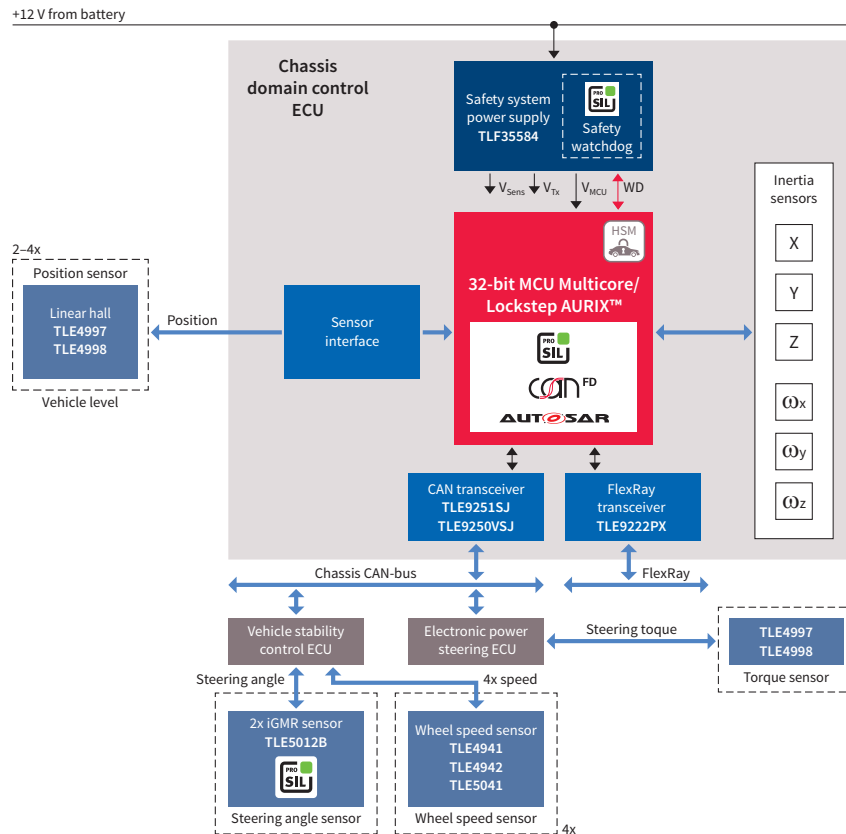 +12 V from battery
Chassis
domain control
ECU
Safety system
power supply
TLF35584
PRO
SIL
Safety
watchdog
VSens
VTx
VMCU
WD
HSM
32-bit MCU Multicore/
Lockstep AURIX™
PRO
SIL
CAN FD
AUTOSAR
Inertia
sensors
X
Y
Z
ωx
ωy
ωz
2–4x
Position sensor
Linear hall
TLE4997
TLE4998
Vehicle level
Position
Sensor
interface
CAN transceiver
TLE9251SJ
TLE9250VSJ
FlexRay
transceiver
TLE9222PX
Chassis CAN-bus
FlexRay
Vehicle stability
control ECU
Electronic power
steering ECU
Steering toque
TLE4997
TLE4998
Torque sensor
Steering angle
4x speed
2x iGMR sensor
TLE5012B
PRO
SIL
Steering angle sensor
Wheel speed sensor
TLE4941
TLE4942
TLE5041
Wheel speed sensor
4x